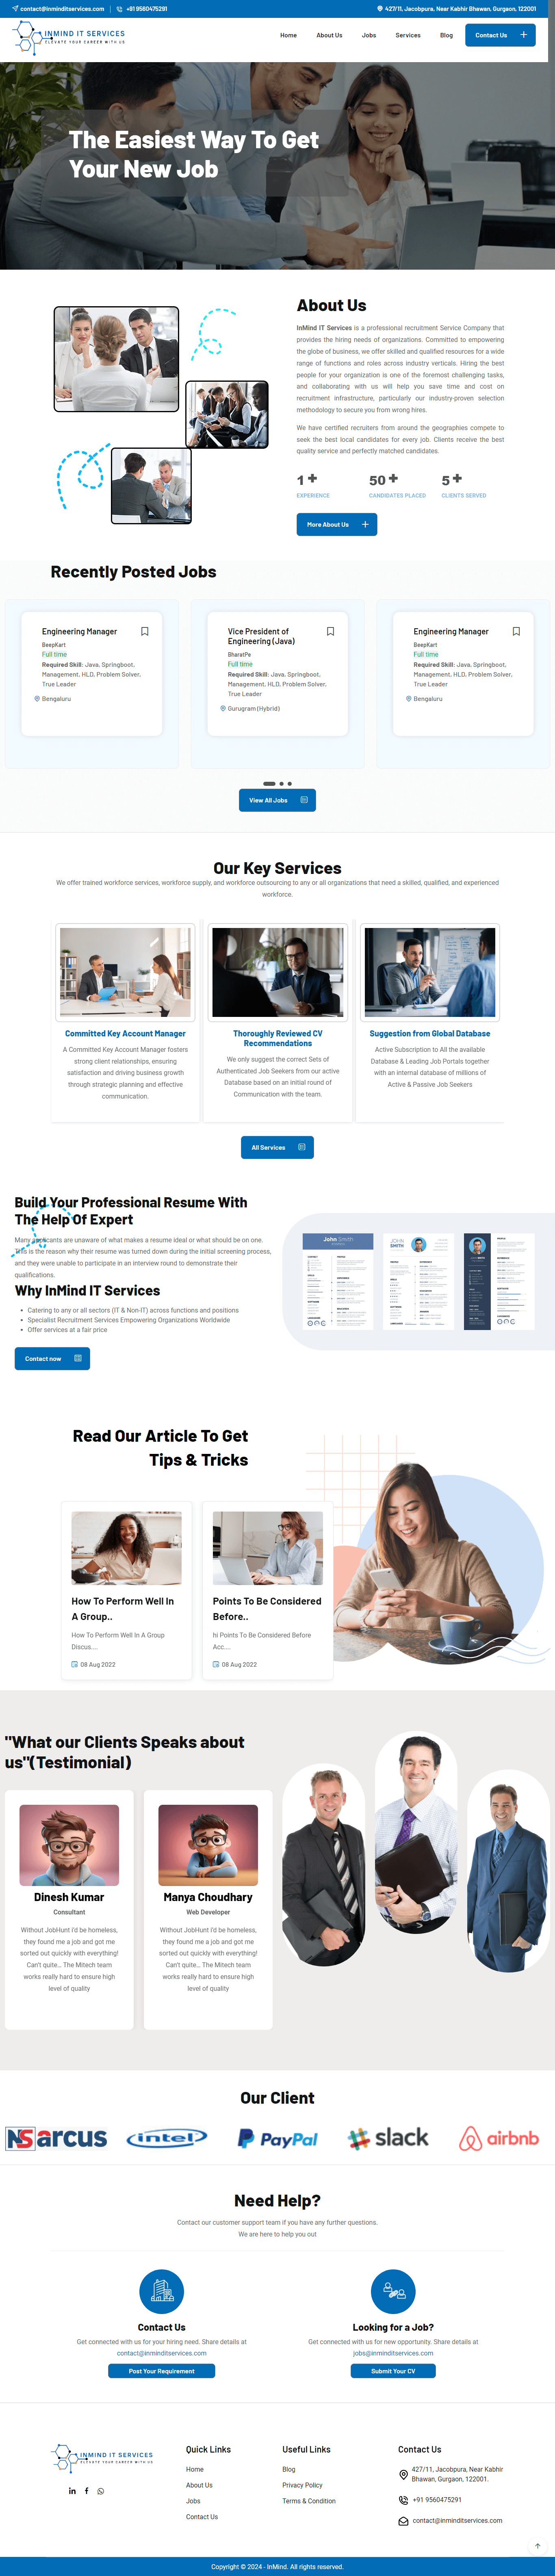 contact@inminditservices.com
+91 9560475291
427/11, Jacobpura, Near Kabhir Bhawan, Gurgaon, 122001
INMIND IT SERVICES
ELEVATE YOUR CAREER WITH US
Home
About Us
Jobs
Services
Blog
Contact Us
The Easiest Way To Get
Your New Job
About Us
InMind IT Services is a professional recruitment Service Company that
provides the hiring needs of organizations. Committed to empowering
the globe of business, we offer skilled and qualified resources for a wide
range of functions and roles across industry verticals. Hiring the best
people for your organization is one of the foremost challenging tasks,
and collaborating with us will help you save time and cost on
recruitment infrastructure, particularly our industry-proven selection
methodology to secure you from wrong hires.
We have certified recruiters from around the geographies compete to
seek the best local candidates for every job. Clients receive the best
quality service and perfectly matched candidates.
1 +
50 +
5 +
EXPERIENCE
CANDIDATES PLACED
CLIENTS SERVED
More About Us
Recently Posted Jobs
Engineering Manager
BeepKart
Full time
Required Skill: Java, Springboot,
Management, HLD, Problem Solver,
True Leader
Bengaluru
Vice President of
Engineering (Java)
BharatPe
Full time
Required Skill: Java, Springboot,
Management, HLD, Problem Solver,
True Leader
Gurugram (Hybrid)
Engineering Manager
BeepKart
Full time
Required Skill: Java, Springboot,
Management, HLD, Problem Solver,
True Leader
Bengaluru
View All Jobs
Our Key Services
We offer trained workforce services, workforce supply, and workforce outsourcing to any or all organizations that need a skilled, qualified, and experienced
workforce.
Committed Key Account Manager
A Committed Key Account Manager fosters
strong client relationships, ensuring
satisfaction and driving business growth
through strategic planning and effective
communication.
Thoroughly Reviewed CV
Recommendations
We only suggest the correct Sets of
Authenticated Job Seekers from our active
Database based on an initial round of
Communication with the team.
Suggestion from Global Database
Active Subscription to All the available
Database & Leading Job Portals together
with an internal database of millions of
Active & Passive Job Seekers
All Services
Build Your Professional Resume With
The Help Of Expert
Many applicants are unaware of what makes a resume ideal or what should be on one.
This is the reason why their resume was turned down during the initial screening process,
and they were unable to participate in an interview round to demonstrate their
qualifications.
Why InMind IT Services
Catering to any or all sectors (IT & Non-IT) across functions and positions
Specialist Recruitment Services Empowering Organizations Worldwide
Offer services at a fair price
Contact now
John Smith
JOHN
SMITH
John Smith
Read Our Article To Get
Tips & Tricks
How To Perform Well In
A Group..
How To Perform Well In A Group
Discus....
08 Aug 2022
Points To Be Considered
Before..
hi Points To Be Considered Before
Acc....
08 Aug 2022
"What our Clients Speaks about
us"(Testimonial)
Dinesh Kumar
Consultant
Without JobHunt i'd be homeless,
they found me a job and got me
sorted out quickly with everything!
Can't quite... The Mitech team
works really hard to ensure high
level of quality
Manya Choudhary
Web Developer
Without JobHunt i'd be homeless,
they found me a job and got me
sorted out quickly with everything!
Can't quite... The Mitech team
works really hard to ensure high
level of quality
Our Client
NS arcus
intel
PayPal
slack
airbnb
Need Help?
Contact our customer support team if you have any further questions.
We are here to help you out
Contact Us
Get connected with us for your hiring need. Share details at
contact@inminditservices.com
Post Your Requirement
Looking for a Job?
Get connected with us for new opportunity. Share details at
jobs@inminditservices.com
Submit Your CV
INMIND IT SERVICES
ELEVATE YOUR CAREER WITH US
Quick Links
Home
About Us
Jobs
Contact Us
Useful Links
Blog
Privacy Policy
Terms & Condition
Contact Us
427/11, Jacobpura, Near Kabhir
Bhawan, Gurgaon, 122001.
+91 9560475291
contact@inminditservices.com
Copyright © 2024 - InMind. All rights reserved.